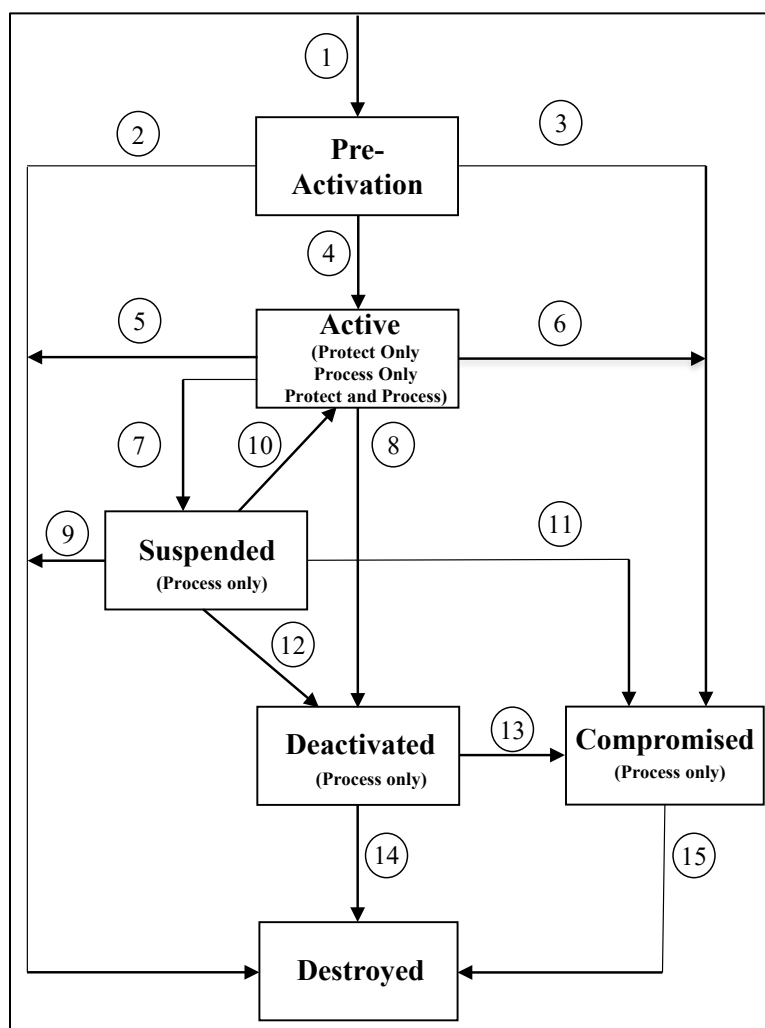 1
2
3
Pre-
Activation
4
5
Active
6
(Protect Only
Process Only
Protect and Process)
7
10
8
9
Suspended
(Process only)
11
12
Deactivated
(Process only)
13
Compromised
(Process only)
14
15
Destroyed